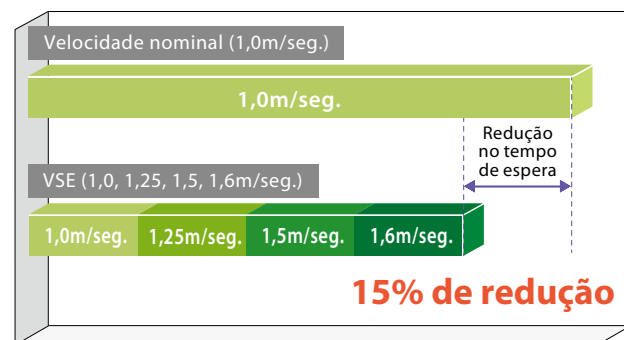 Velocidade nominal (1,0m/seg.)
1,0m/seg.
Redução
no tempo
de espera
VSE (1,0, 1,25, 1,5, 1,6m/seg.)
1,0m/seg. 1,25m/seg. 1,5m/seg. 1,6m/seg.
15% de redução